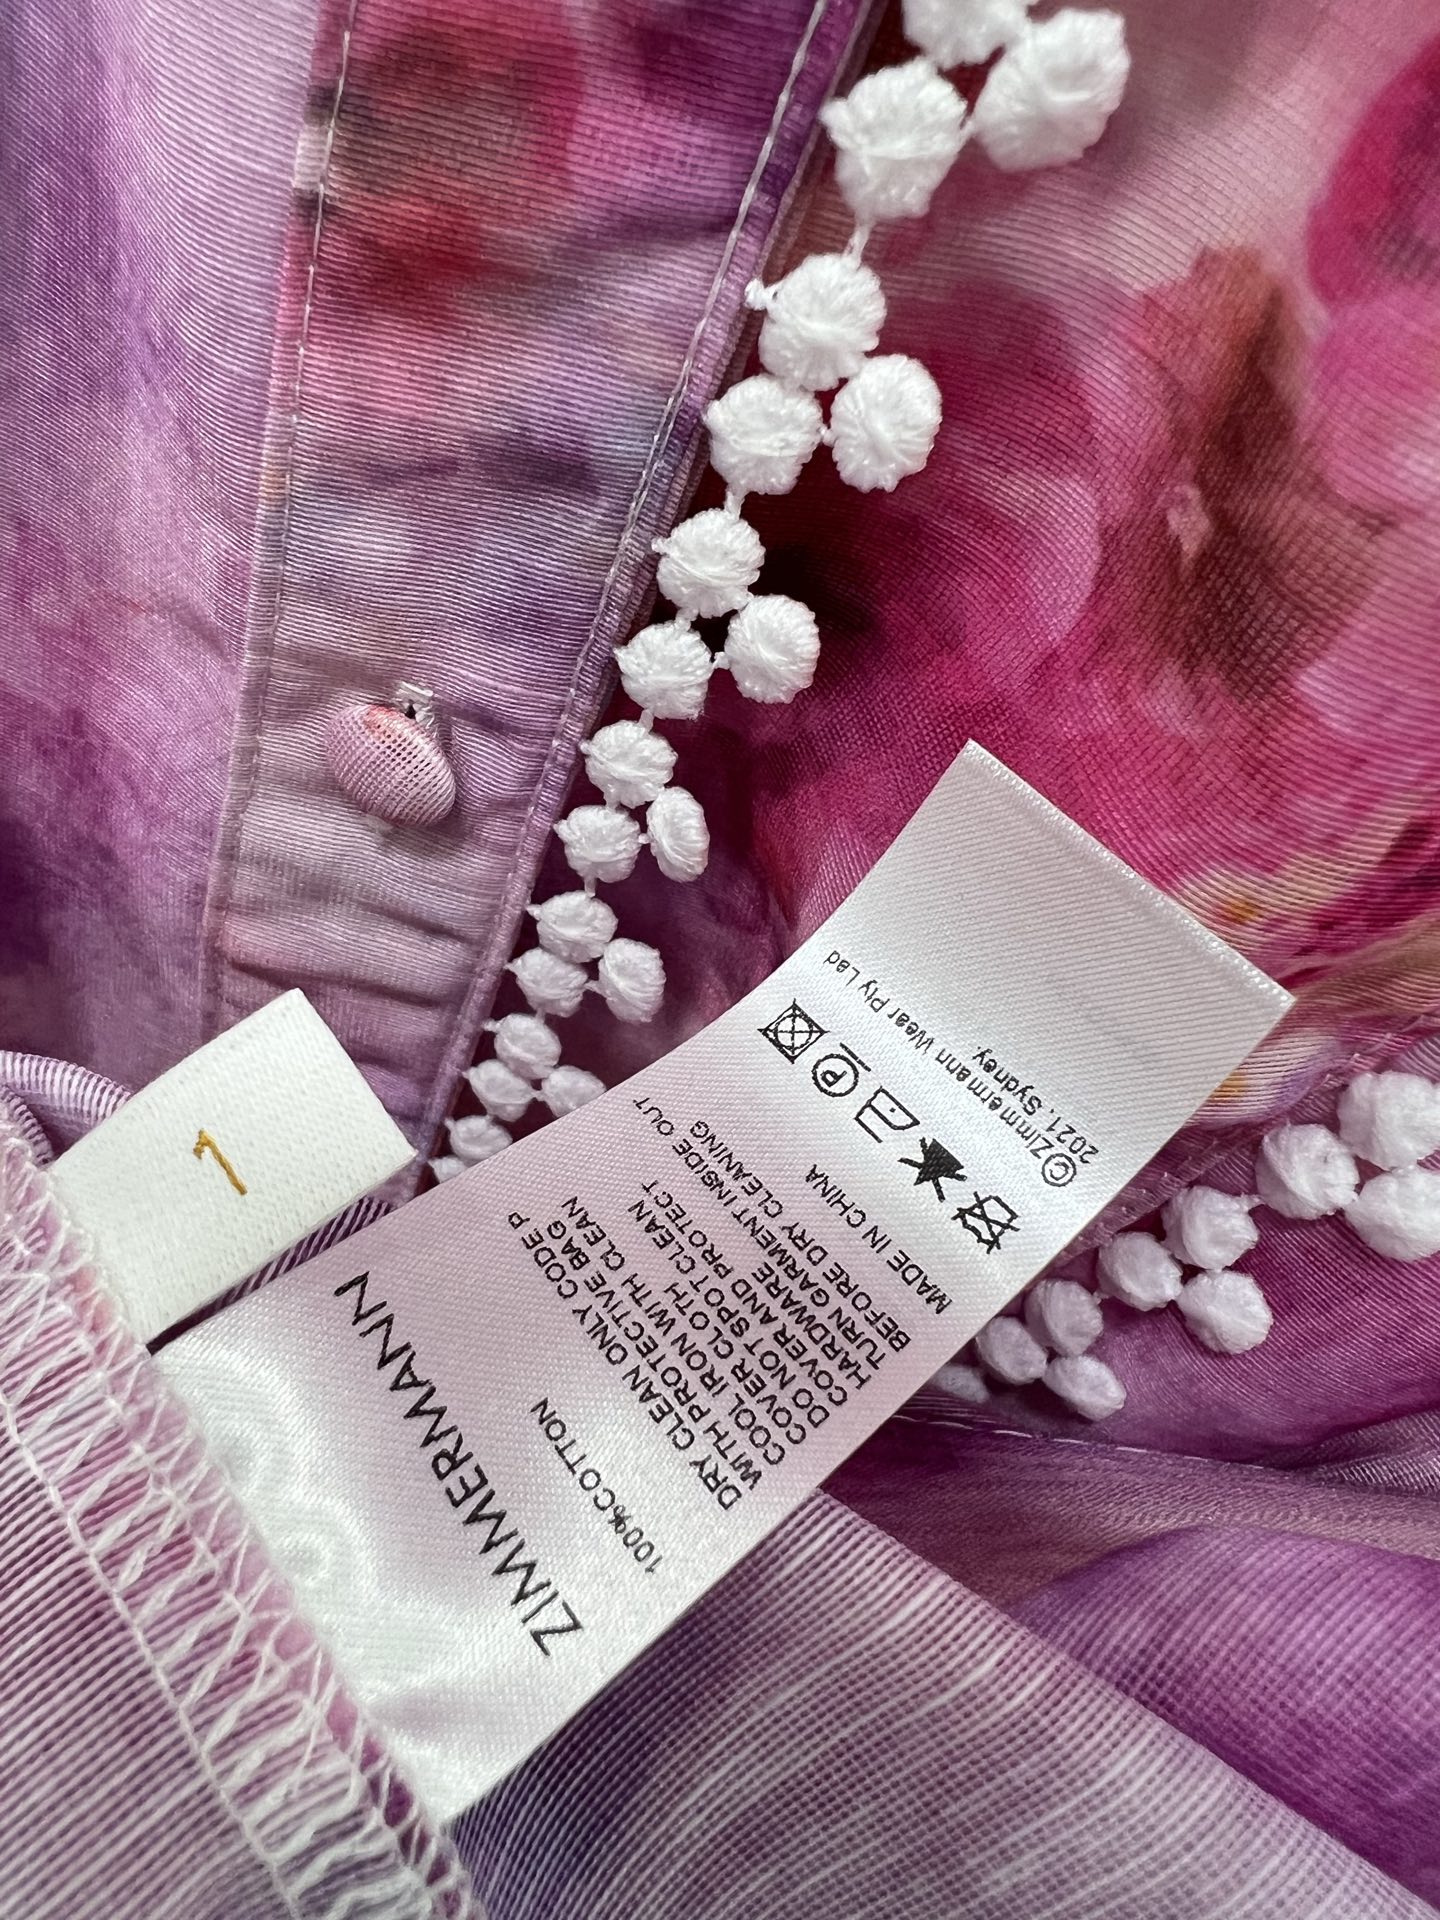 1
ZIMMERMANN
100%COTTON
DRY CLEAN ONLY CODE P
WITH PROTECTIVE BAG
COOL IRON WITH CLEAN
COVER CLOTH
DO NOT SPOT CLEAN
COVER AND PROTECT
HARDWARE
TURN GARMENT INSIDE OUT
BEFORE DRY CLEANING
MADE IN CHINA
P
©Zimmermann Wear Pty Lad
2021. Sydney.